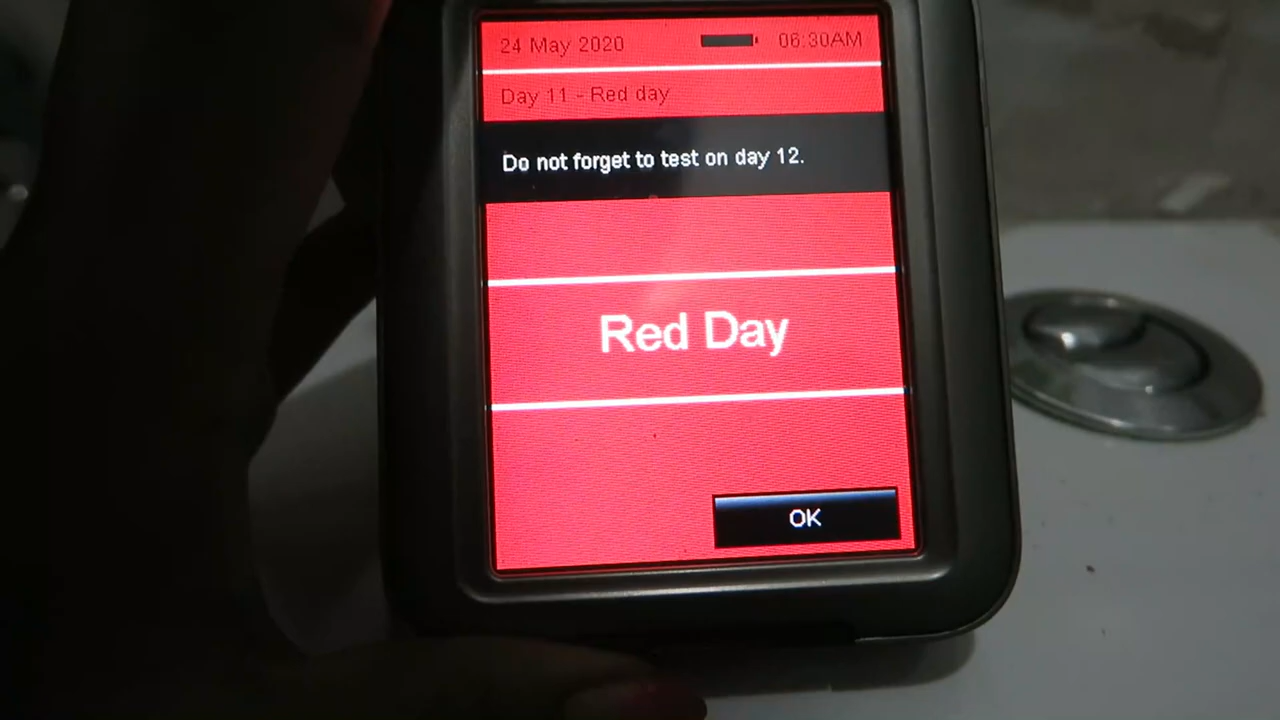 24 May 2020 06:30AM
Day 11 - Red day
Do not forget to test on day 12.
Red Day
OK